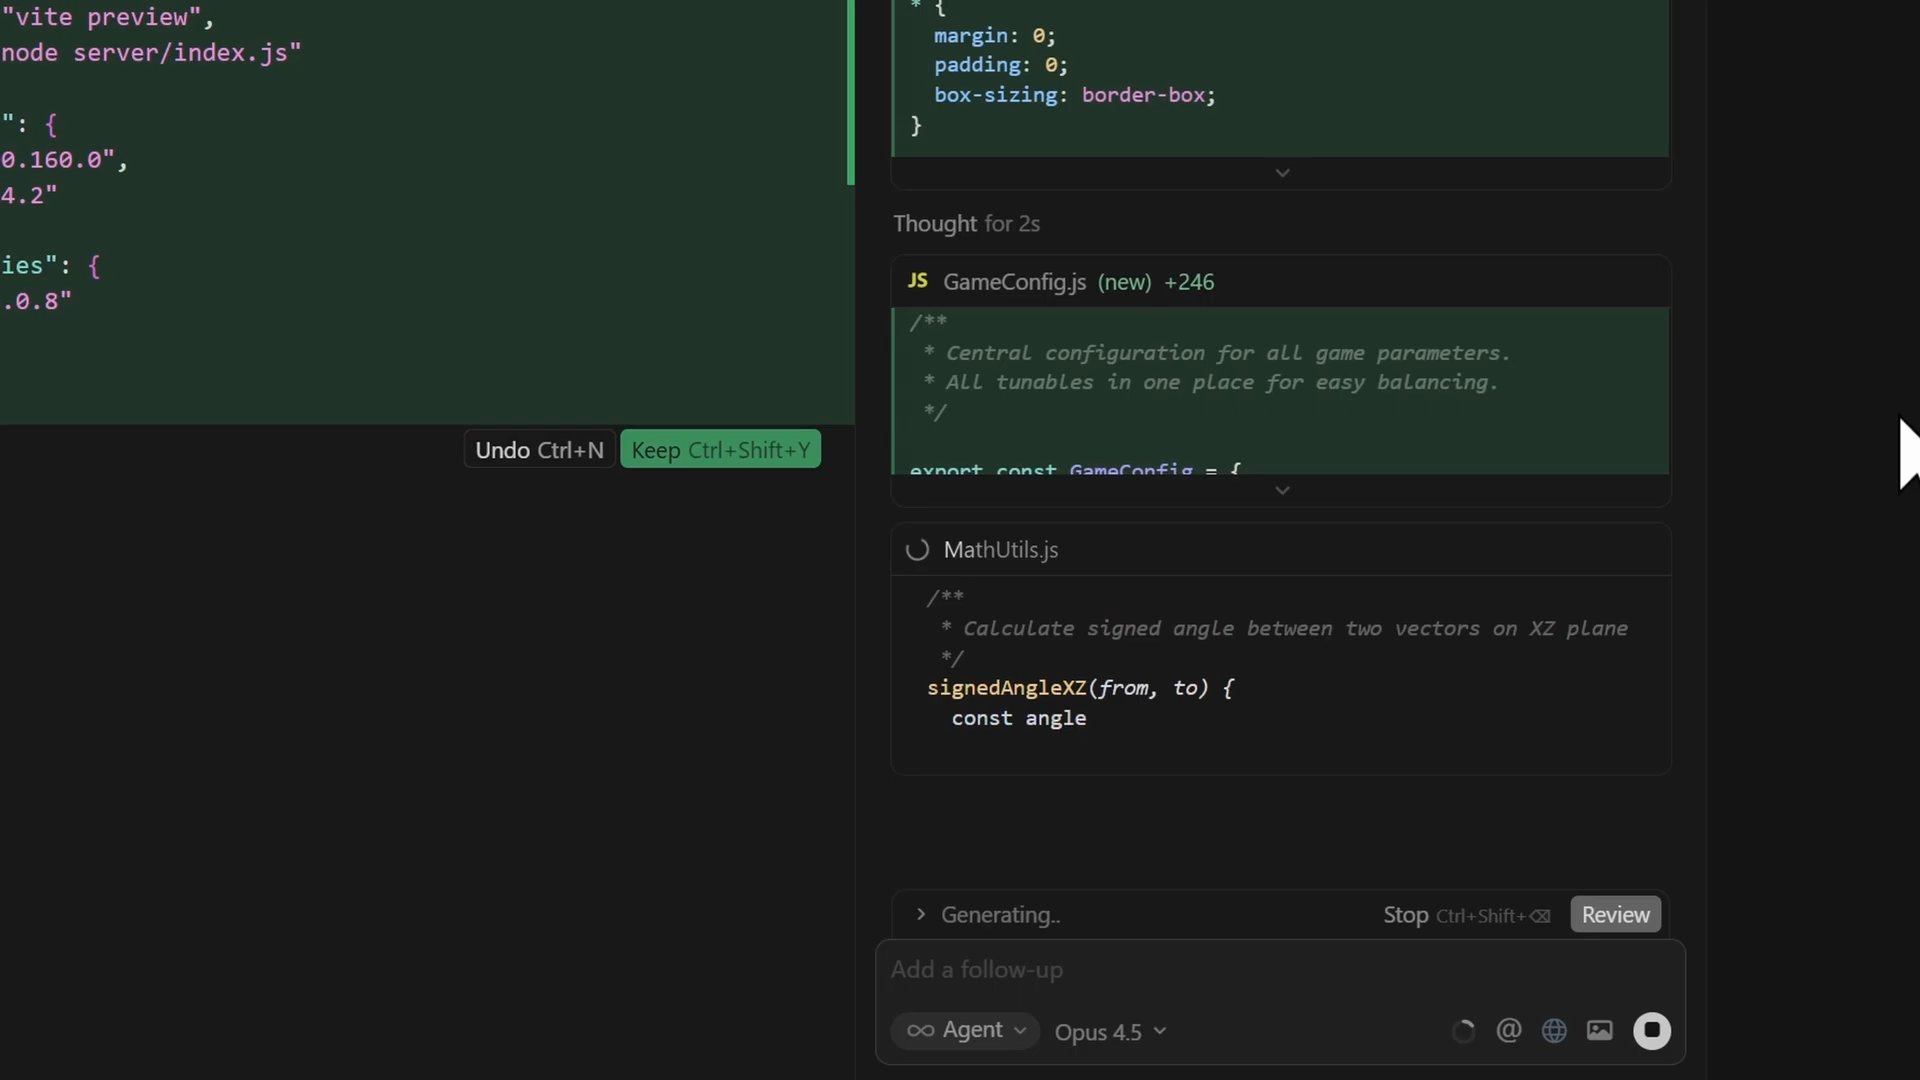 "vite preview",
node server/index.js"
": {
0.160.0",
4.2"
ies": {
.0.8"
Undo Ctrl+N
Keep Ctrl+Shift+Y
* {
margin: 0;
padding: 0;
box-sizing: border-box;
}
Thought for 2s
JS GameConfig.js (new) +246
/**
* Central configuration for all game parameters.
* All tunables in one place for easy balancing.
*/
export const GameConfig = {
MathUtils.js
/**
* Calculate signed angle between two vectors on XZ plane
*/
signedAngleXZ(from, to) {
const angle
Generating..
Stop Ctrl+Shift+⌫
Review
Add a follow-up
Agent
Opus 4.5